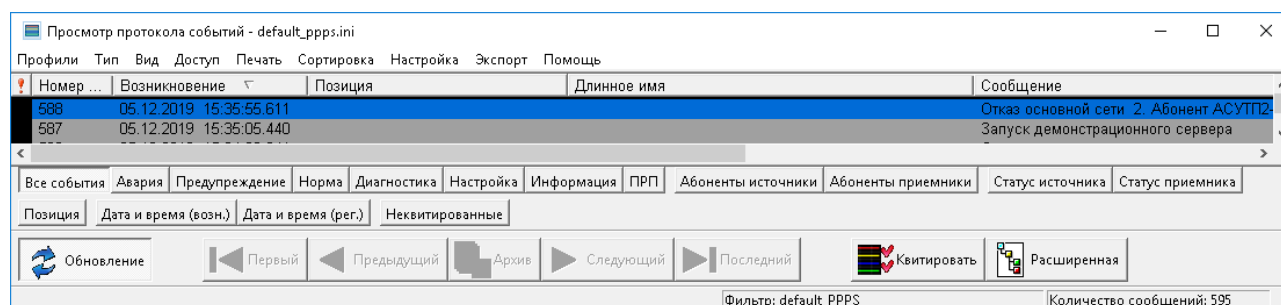 Просмотр протокола событий - default_ppps.ini
Профили Тип Вид Доступ Печать Сортировка Настройка Экспорт Помощь
Номер ... Возникновение Позиция Длинное имя Сообщение
588 05.12.2019 15:35:55.611 Отказ основной сети 2. Абонент АСУТП2-
587 05.12.2019 15:35:05.440 Запуск демонстрационного сервера
Все события Авария Предупреждение Норма Диагностика Настройка Информация ПРП Абоненты источники Абоненты приемники Статус источника Статус приемника
Позиция Дата и время (возн.) Дата и время (рег.) Неквитированные
Обновление Первый Предыдущий Архив Следующий Последний Квитировать Расширенная
Фильтр: default_PPPS Количество сообщений: 595